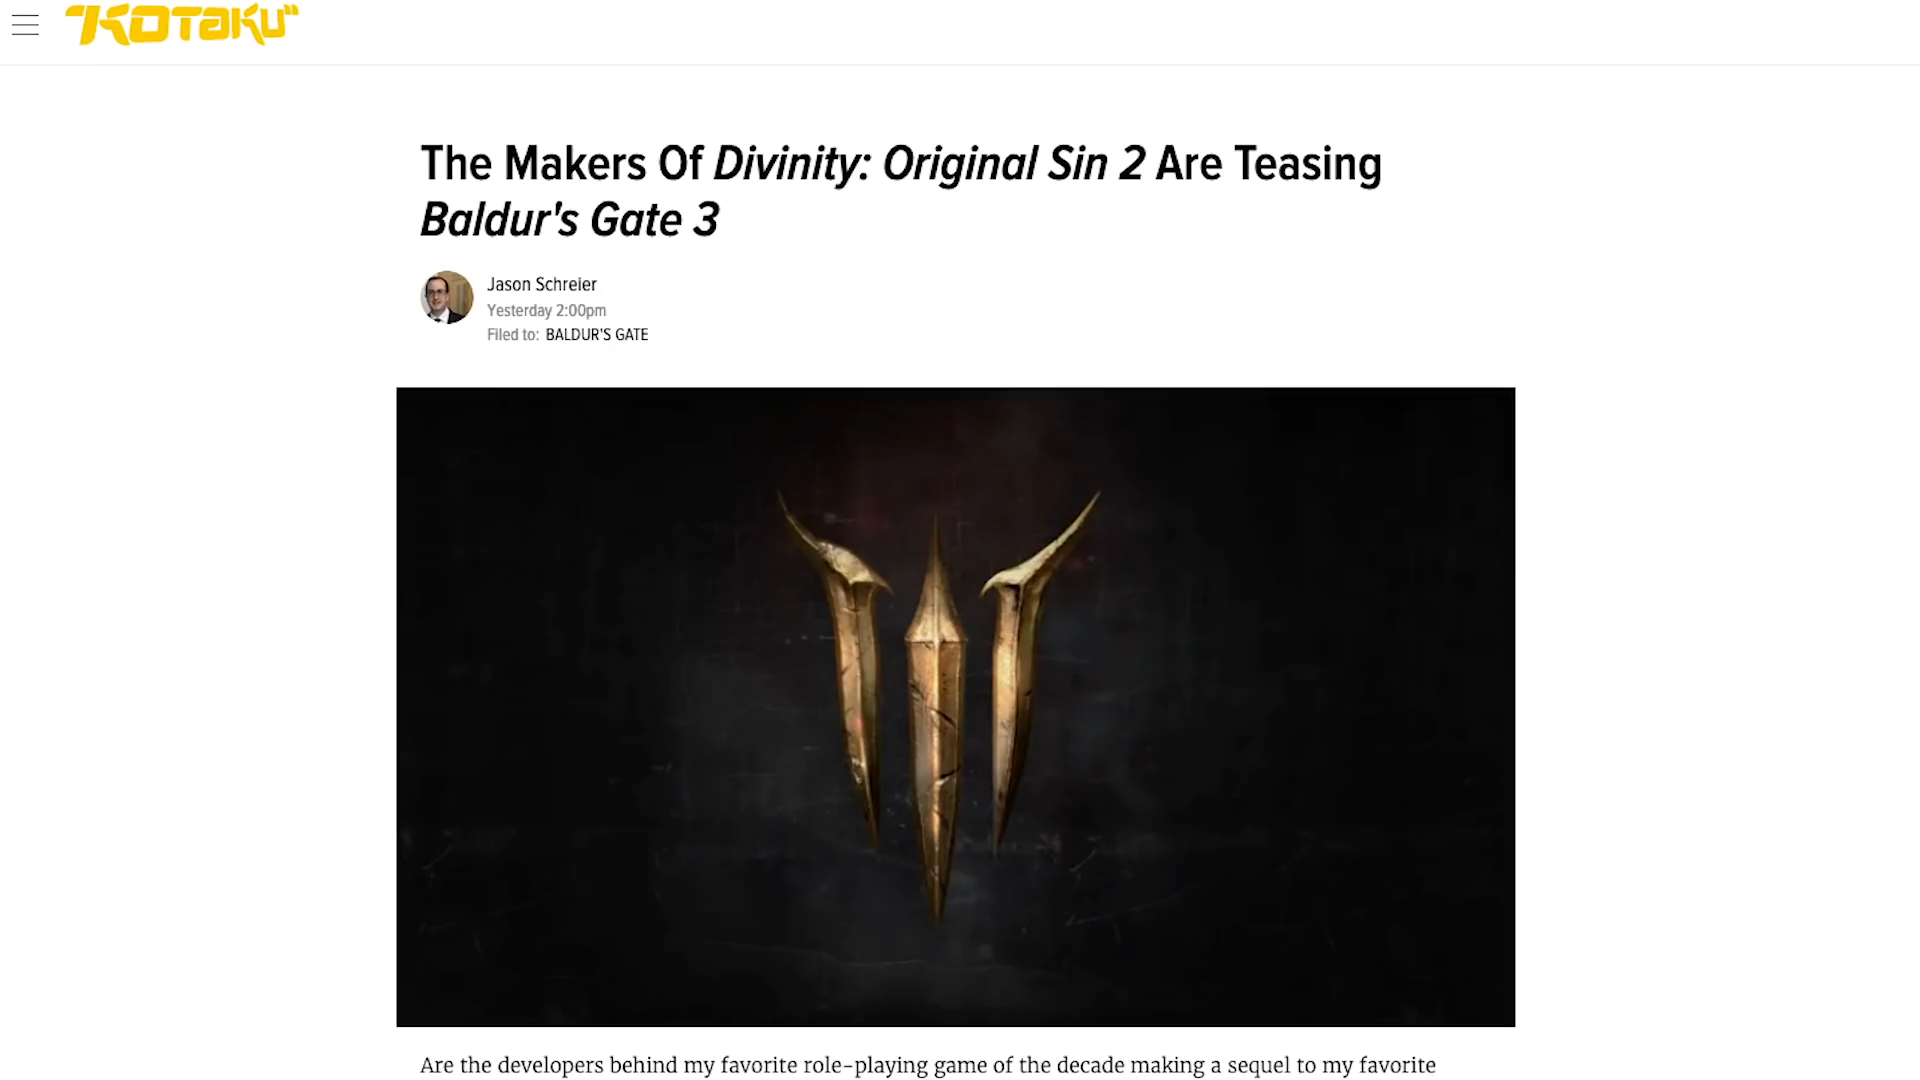 KOTAKU
The Makers Of Divinity: Original Sin 2 Are Teasing
Baldur's Gate 3
Jason Schreier
Yesterday 2:00pm
Filed to: BALDUR'S GATE
Are the developers behind my favorite role-playing game of the decade making a sequel to my favorite